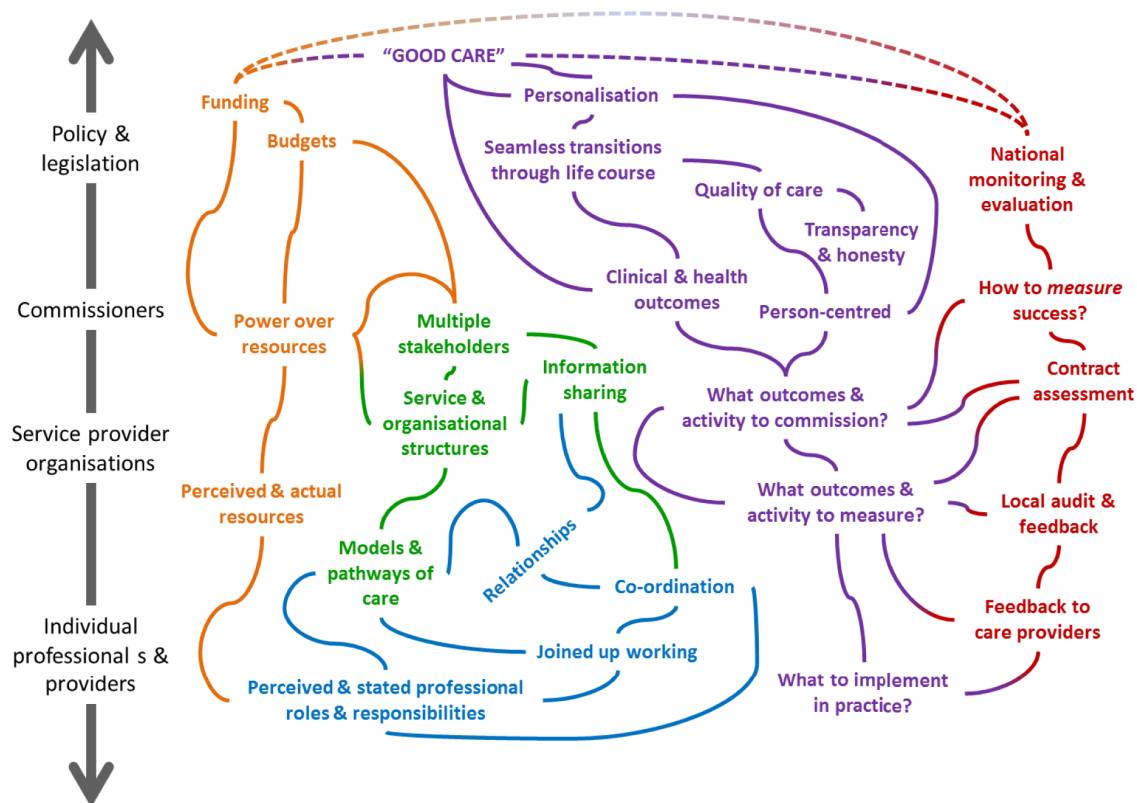 Policy &
legislation
Commissioners
Service provider
organisations
Individual
professional s &
providers
“GOOD CARE”
Funding
Budgets
Personalisation
Seamless transitions
through life course
Quality of care
Transparency
& honesty
National
monitoring &
evaluation
Clinical & health
outcomes
Person-centred
How to measure
success?
Power over
resources
Multiple
stakeholders
Information
sharing
Service &
organisational
structures
What outcomes &
activity to commission?
Contract
assessment
Perceived & actual
resources
What outcomes &
activity to measure?
Local audit &
feedback
Models &
pathways of
care
Relationships
Co-ordination
Feedback to
care providers
Joined up working
Perceived & stated professional
roles & responsibilities
What to implement
in practice?